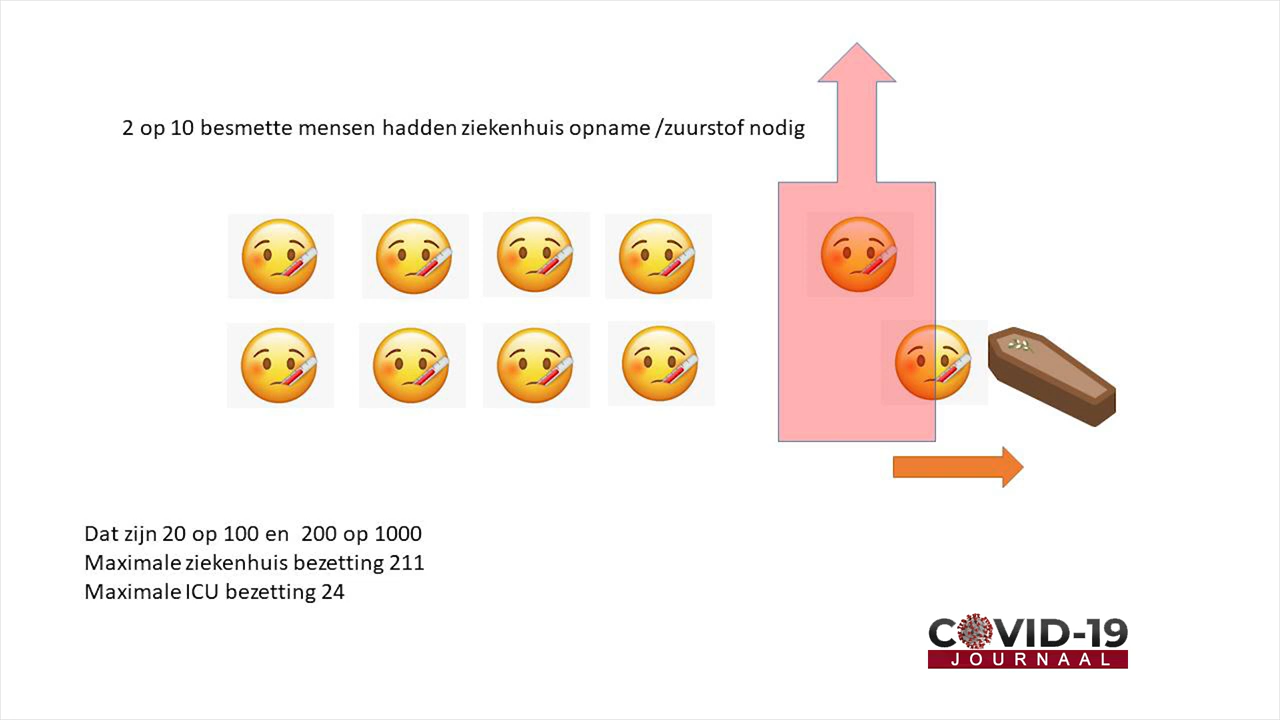 2 op 10 besmette mensen hadden ziekenhuis opname /zuurstof nodig
Dat zijn 20 op 100 en  200 op 1000
Maximale ziekenhuis bezetting 211
Maximale ICU bezetting 24
COVID-19
JOURNAAL